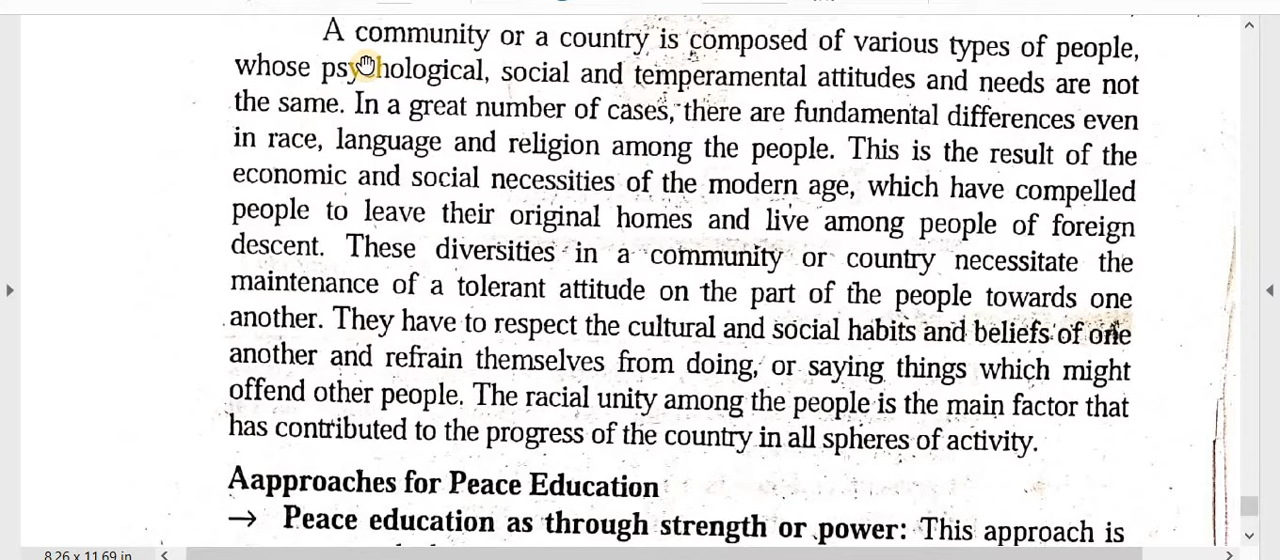 A community or a country is composed of various types of people,
whose psychological, social and temperamental attitudes and needs are not
the same. In a great number of cases, there are fundamental differences even
in race, language and religion among the people. This is the result of the
economic and social necessities of the modern age, which have compelled
people to leave their original homes and live among people of foreign
descent. These diversities in a community or country necessitate the
maintenance of a tolerant attitude on the part of the people towards one
another. They have to respect the cultural and social habits and beliefs of one
another and refrain themselves from doing, or saying things which might
offend other people. The racial unity among the people is the main factor that
has contributed to the progress of the country in all spheres of activity.
Aapproaches for Peace Education
→ Peace education as through strength or power: This approach is
8.26 x 11.69 in